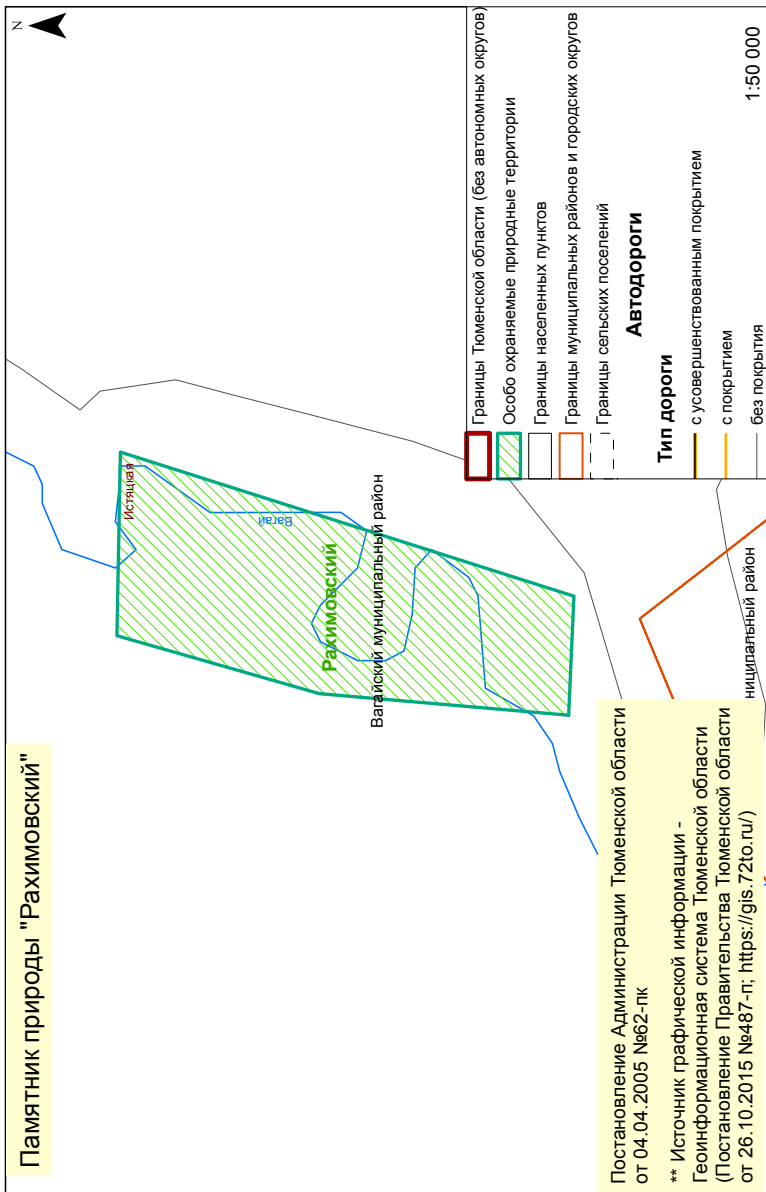 Памятник природы "Рахимовский"
N
Истяцкая
Вагай
Рахимовский
Вагайский муниципальный район
ниципальный район
Постановление Администрации Тюменской области
от 04.04.2005 №62-пк
** Источник графической информации -
Геоинформационная система Тюменской области
(Постановление Правительства Тюменской области
от 26.10.2015 №487-п; https://gis.72to.ru/)
Границы Тюменской области (без автономных округов)
Особо охраняемые природные территории
Границы населенных пунктов
Границы муниципальных районов и городских округов
Границы сельских поселений
Автодороги
Тип дороги
с усовершенствованным покрытием
с покрытием
без покрытия
1:50 000